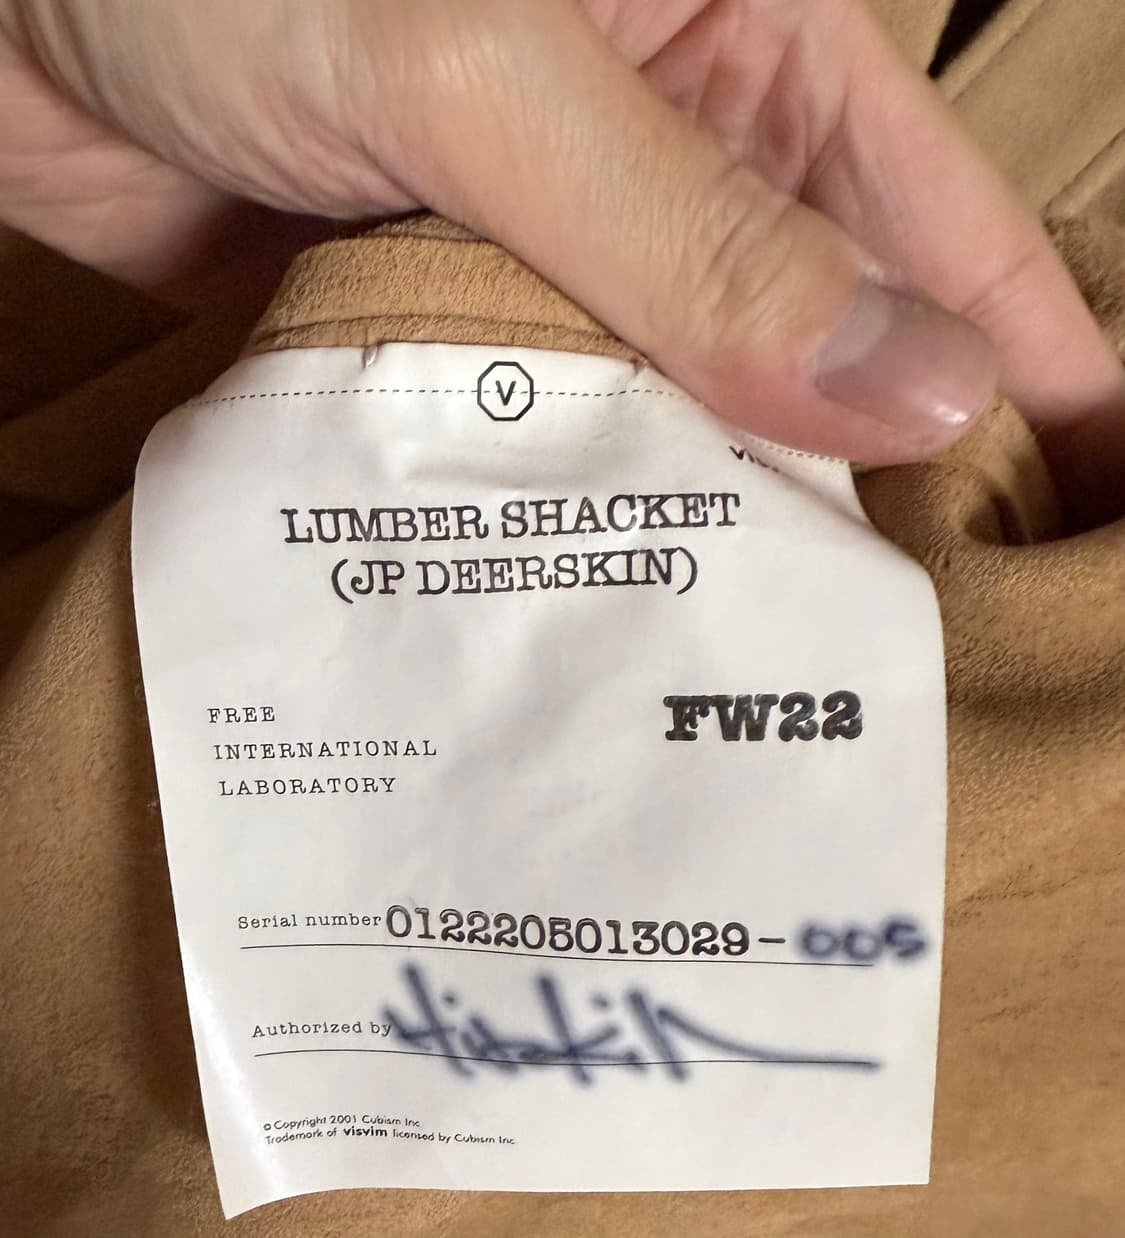 V
LUMBER SHACKET
(JP DEERSKIN)
FREE
INTERNATIONAL
LABORATORY
FW22
Serial number 0122205013029-005
Authorized by
© Copyright 2001 Cubism Inc.
Trademark of visvim licensed by Cubism Inc